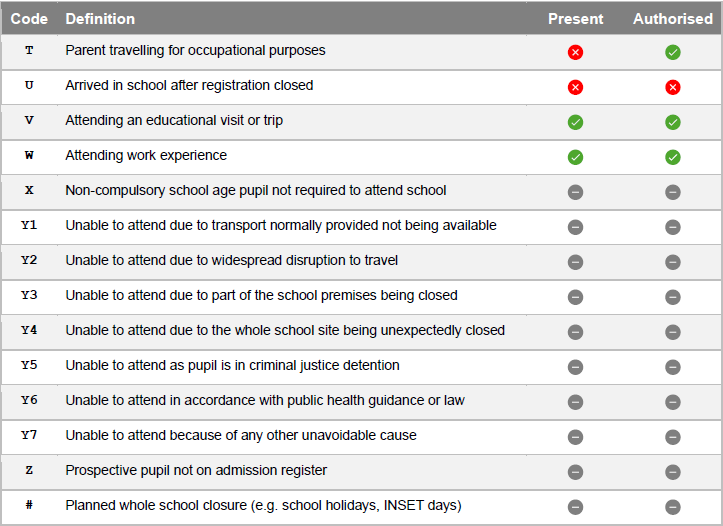 Code Definition Present Authorised
T Parent travelling for occupational purposes
U Arrived in school after registration closed
V Attending an educational visit or trip
W Attending work experience
X Non-compulsory school age pupil not required to attend school
Y1 Unable to attend due to transport normally provided not being available
Y2 Unable to attend due to widespread disruption to travel
Y3 Unable to attend due to part of the school premises being closed
Y4 Unable to attend due to the whole school site being unexpectedly closed
Y5 Unable to attend as pupil is in criminal justice detention
Y6 Unable to attend in accordance with public health guidance or law
Y7 Unable to attend because of any other unavoidable cause
Z Prospective pupil not on admission register
# Planned whole school closure (e.g. school holidays, INSET days)